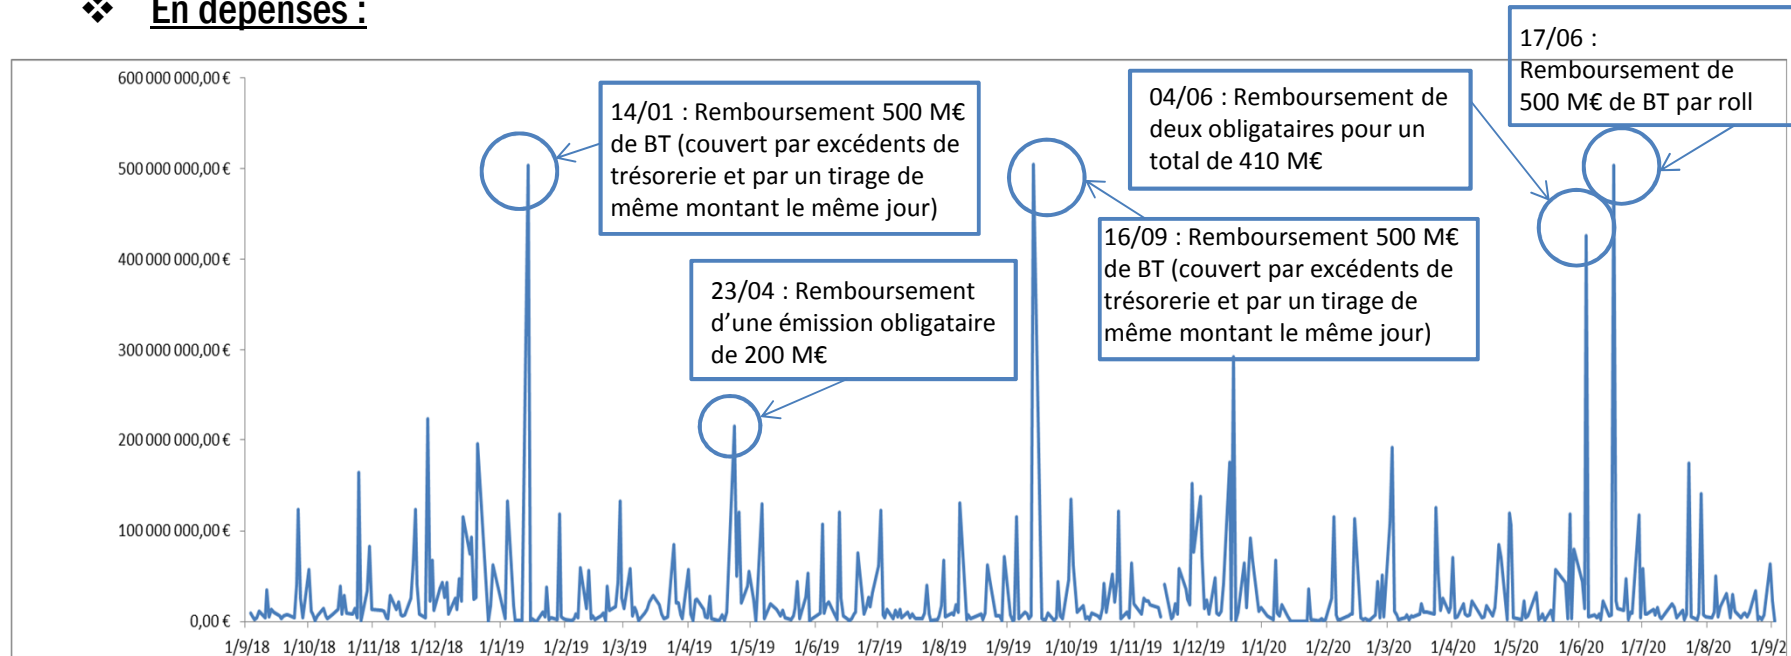 ❖ En dépenses :
17/06 :
Remboursement de
500 M€ de BT par roll
600 000 000,00 €
14/01 : Remboursement 500 M€
de BT (couvert par excédents de
trésorerie et par un tirage de
même montant le même jour)
04/06 : Remboursement de
deux obligataires pour un
total de 410 M€
500 000 000,00 €
16/09 : Remboursement 500 M€
de BT (couvert par excédents de
trésorerie et par un tirage de
même montant le même jour)
400 000 000,00 €
23/04 : Remboursement
d'une émission obligataire
de 200 M€
300 000 000,00 €
200 000 000,00 €
100 000 000,00 €
0,00 €
1/9/18 1/10/18 1/11/18 1/12/18 1/1/19 1/2/19 1/3/19 1/4/19 1/5/19 1/6/19 1/7/19 1/8/19 1/9/19 1/10/19 1/11/19 1/12/19 1/1/20 1/2/20 1/3/20 1/4/20 1/5/20 1/6/20 1/7/20 1/8/20 1/9/2